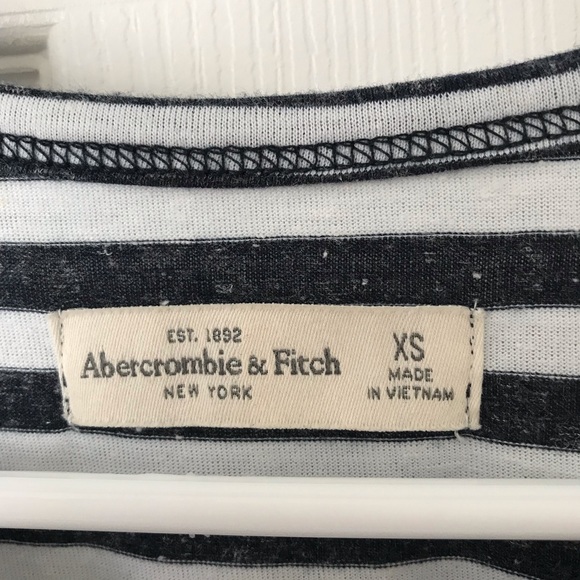 EST. 1892
Abercrombie & Fitch
NEW YORK
XS
MADE
IN VIETNAM